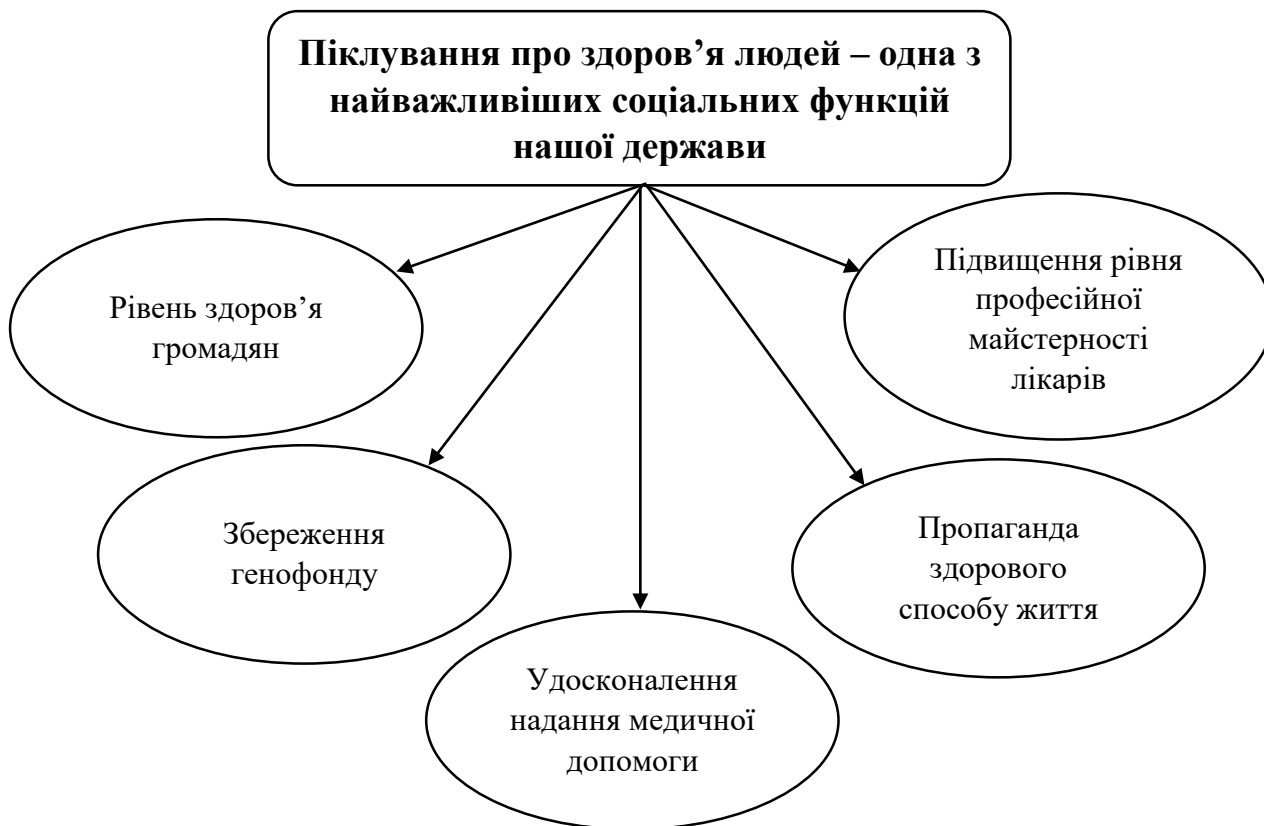 Піклування про здоров’я людей – одна з
найважливіших соціальних функцій
нашої держави
Рівень здоров’я
громадян
Підвищення рівня
професійної
майстерності
лікарів
Збереження
генофонду
Пропаганда
здорового
способу життя
Удосконалення
надання медичної
допомоги